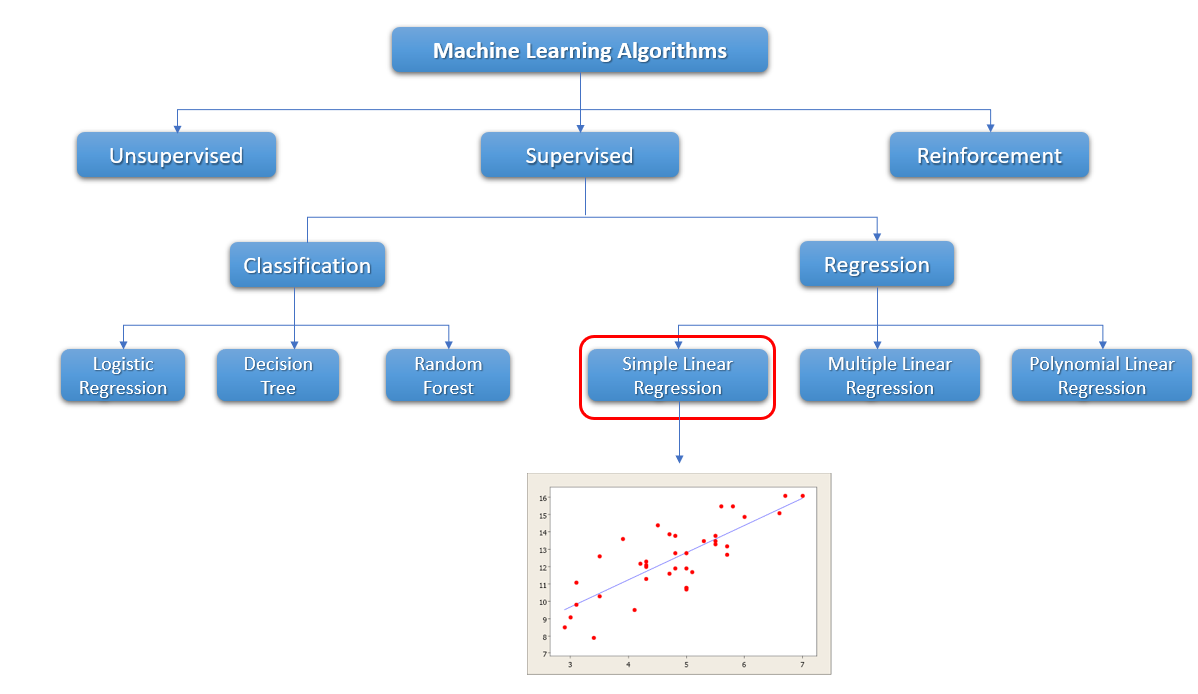 Machine Learning Algorithms
Unsupervised
Supervised
Reinforcement
Classification
Regression
Logistic
Regression
Decision
Tree
Random
Forest
Simple Linear
Regression
Multiple Linear
Regression
Polynomial Linear
Regression
16
15
14
13
12
11
10
9
8
7
3 4 5 6 7